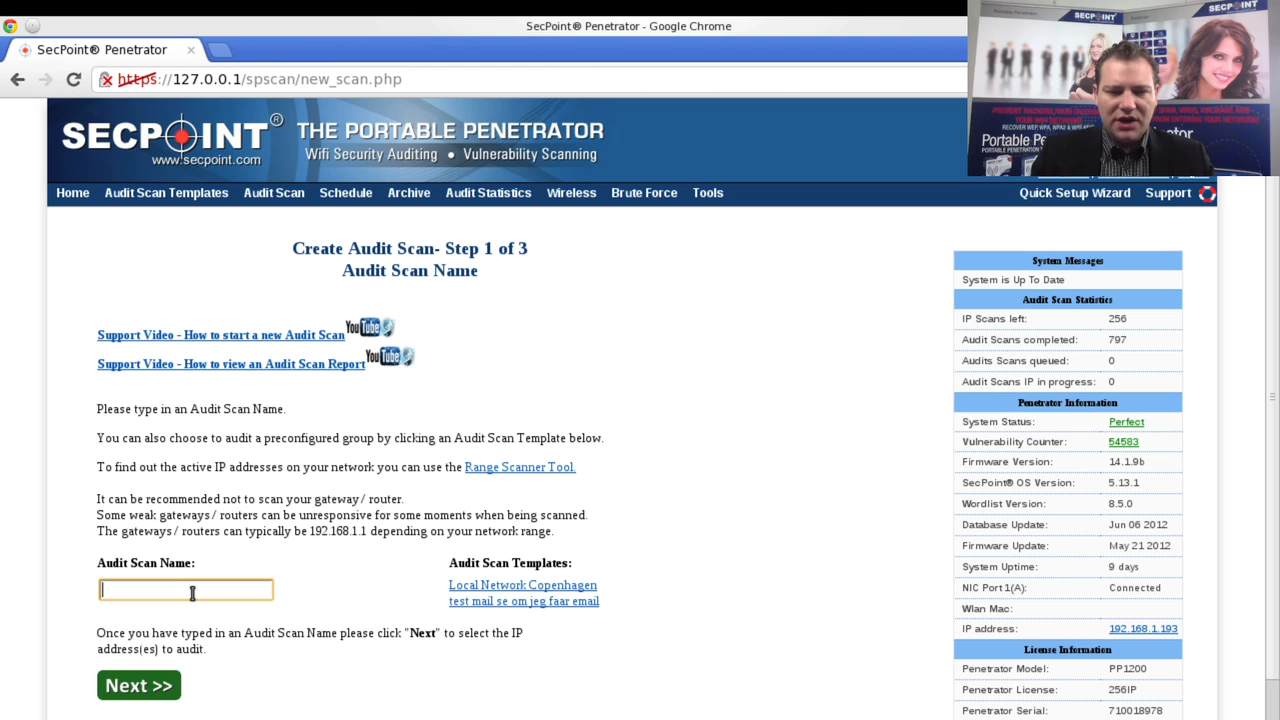 SecPoint® Penetrator - Google Chrome
SecPoint® Penetrator
https://127.0.0.1/spscan/new_scan.php
SECPOINT
SECPOINT
SECPOINT®
www.secpoint.com
THE PORTABLE PENETRATOR
Wifi Security Auditing • Vulnerability Scanning
Home Audit Scan Templates Audit Scan Schedule Archive Audit Statistics Wireless Brute Force Tools Quick Setup Wizard Support
Create Audit Scan- Step 1 of 3
Audit Scan Name
Support Video - How to start a new Audit Scan YouTube
Support Video - How to view an Audit Scan Report YouTube
Please type in an Audit Scan Name.
You can also choose to audit a preconfigured group by clicking an Audit Scan Template below.
To find out the active IP addresses on your network you can use the Range Scanner Tool.
It can be recommended not to scan your gateway / router.
Some weak gateways / routers can unrepsisive for some moments when being scanned.
The gateways / routers can typically be 192.168.1.1 depending on your network range.
Audit Scan Name:
Audit Scan Templates:
Local Network Copenhagen
test mail se om jeg faar email
Once you have typed in an Audit Scan Name please click "Next" to select the IP
address(es) to audit.
Next >>
System Messages
System is Up To Date
Audit Scan Statistics
IP Scans left: 256
Audit Scans completed: 797
Audits Scans queued: 0
Audit Scans IP in progress: 0
Penetrator Information
System Status: Perfect
Vulnerability Counter: 54583
Firmware Version: 14.1.9b
SecPoint® OS Version: 5.13.1
Wordlist Version: 8.5.0
Database Update: Jun 06 2012
Firmware Update: May 21 2012
System Uptime: 9 days
NIC Port 1(A): Connected
Wlan Mac:
IP address: 192.168.1.193
License Information
Penetrator Model: PP1200
Penetrator License: 256IP
Penetrator Serial: 710018978